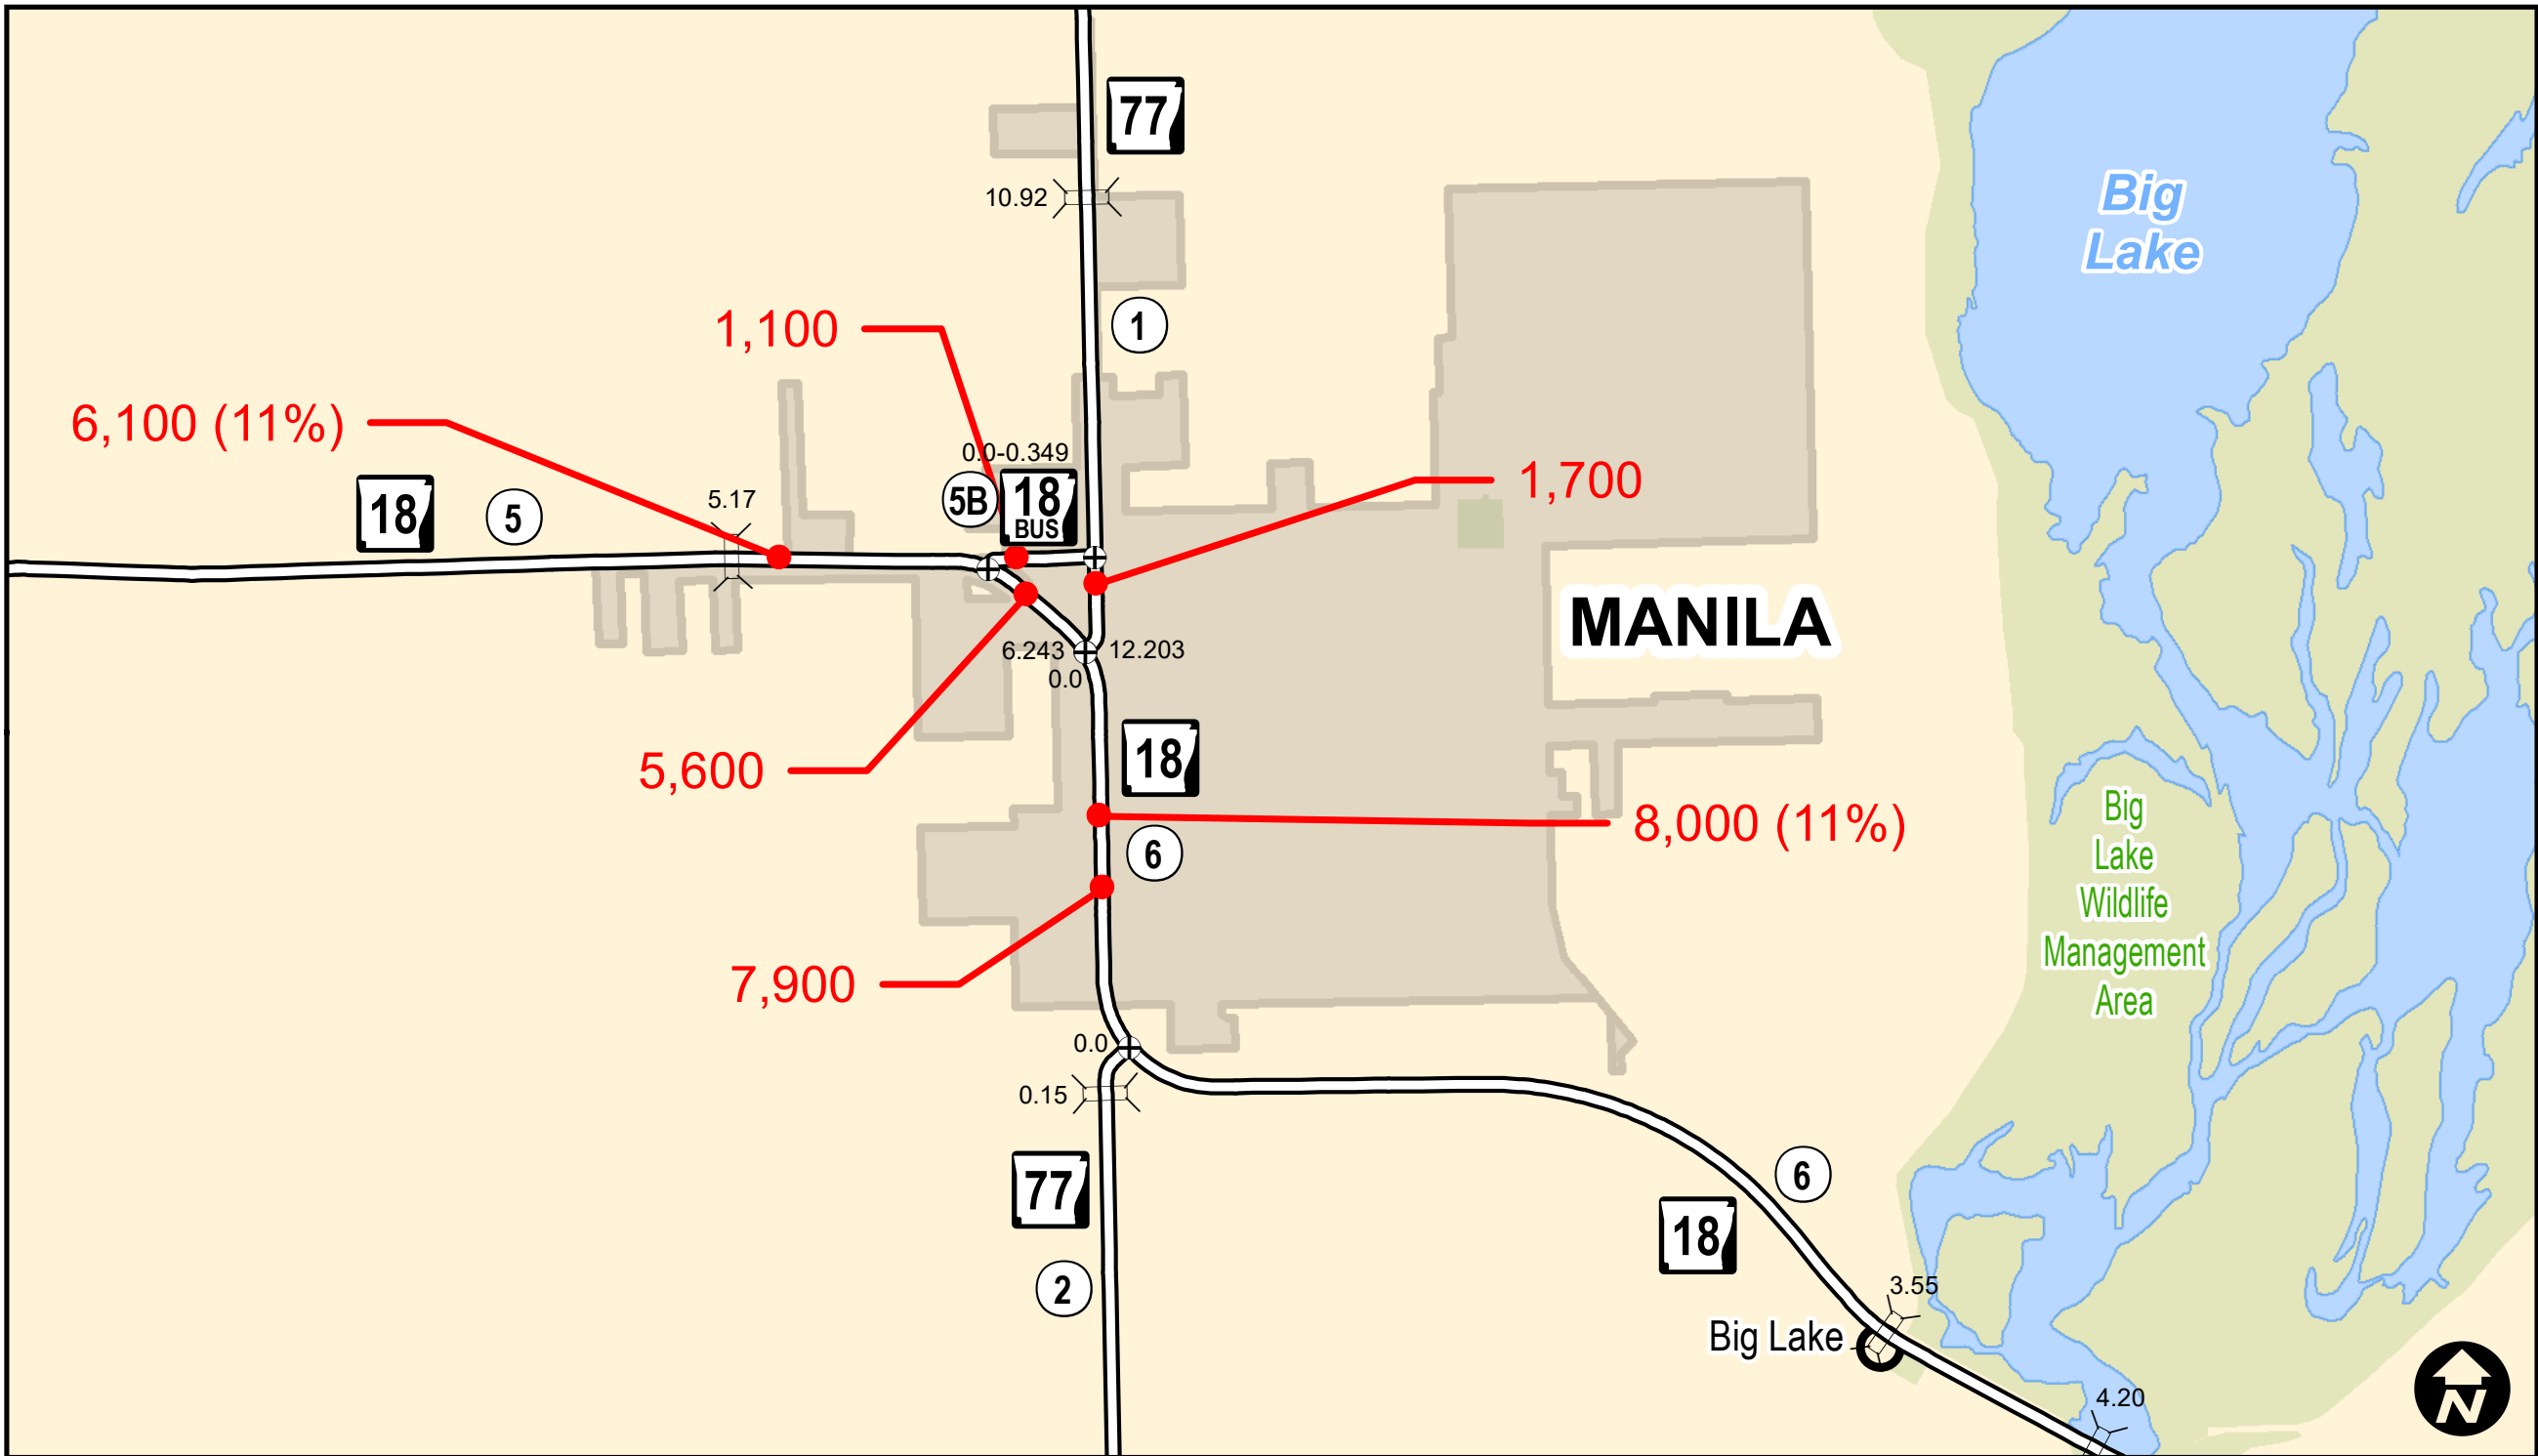 77
10.92
Big
Lake
1
1,100
6,100 (11%)
0.0-0.349
18
5
5.17
5B
18
BUS
1,700
MANILA
6.243
12.203
0.0
18
5,600
8,000 (11%)
6
Big
Lake
Wildlife
Management
Area
7,900
0.0
0.15
77
2
6
18
3.55
Big Lake
4.20
N